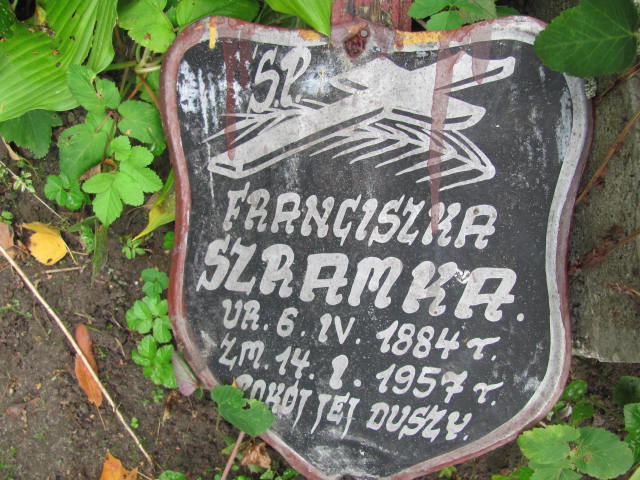 Ś.P.
FRANCISZKA
SZRAMKA.
UR. 6. IV. 1884 r.
ZM. 14. I. 1957 r.
POKÓJ JEJ DUSZY.